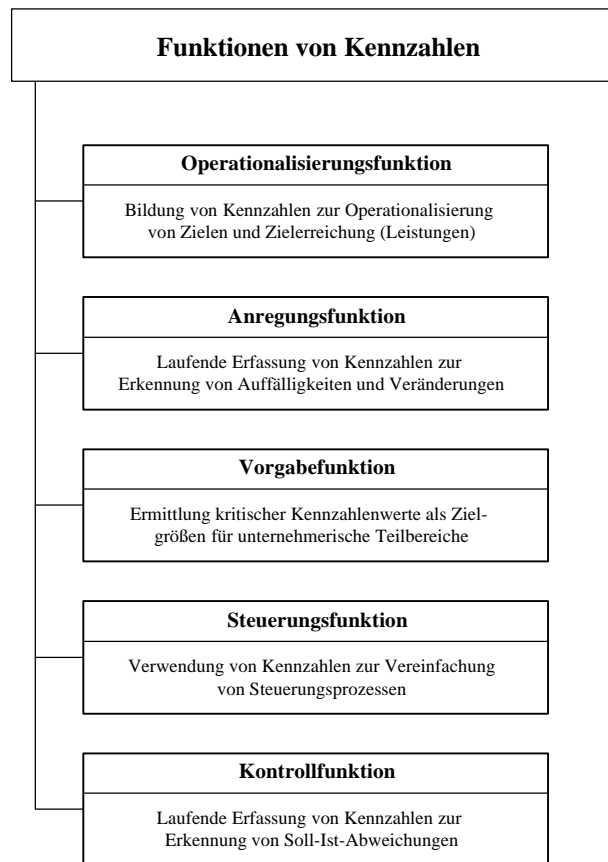 Funktionen von Kennzahlen
Operationalisierungsfunktion
Bildung von Kennzahlen zur Operationalisierung
von Zielen und Zielerreichung (Leistungen)
Anregungsfunktion
Laufende Erfassung von Kennzahlen zur
Erkennung von Auffälligkeiten und Veränderungen
Vorgabefunktion
Ermittlung kritischer Kennzahlenwerte als Ziel-
größen für unternehmerische Teilbereiche
Steuerungsfunktion
Verwendung von Kennzahlen zur Vereinfachung
von Steuerungsprozessen
Kontrollfunktion
Laufende Erfassung von Kennzahlen zur
Erkennung von Soll-Ist-Abweichungen